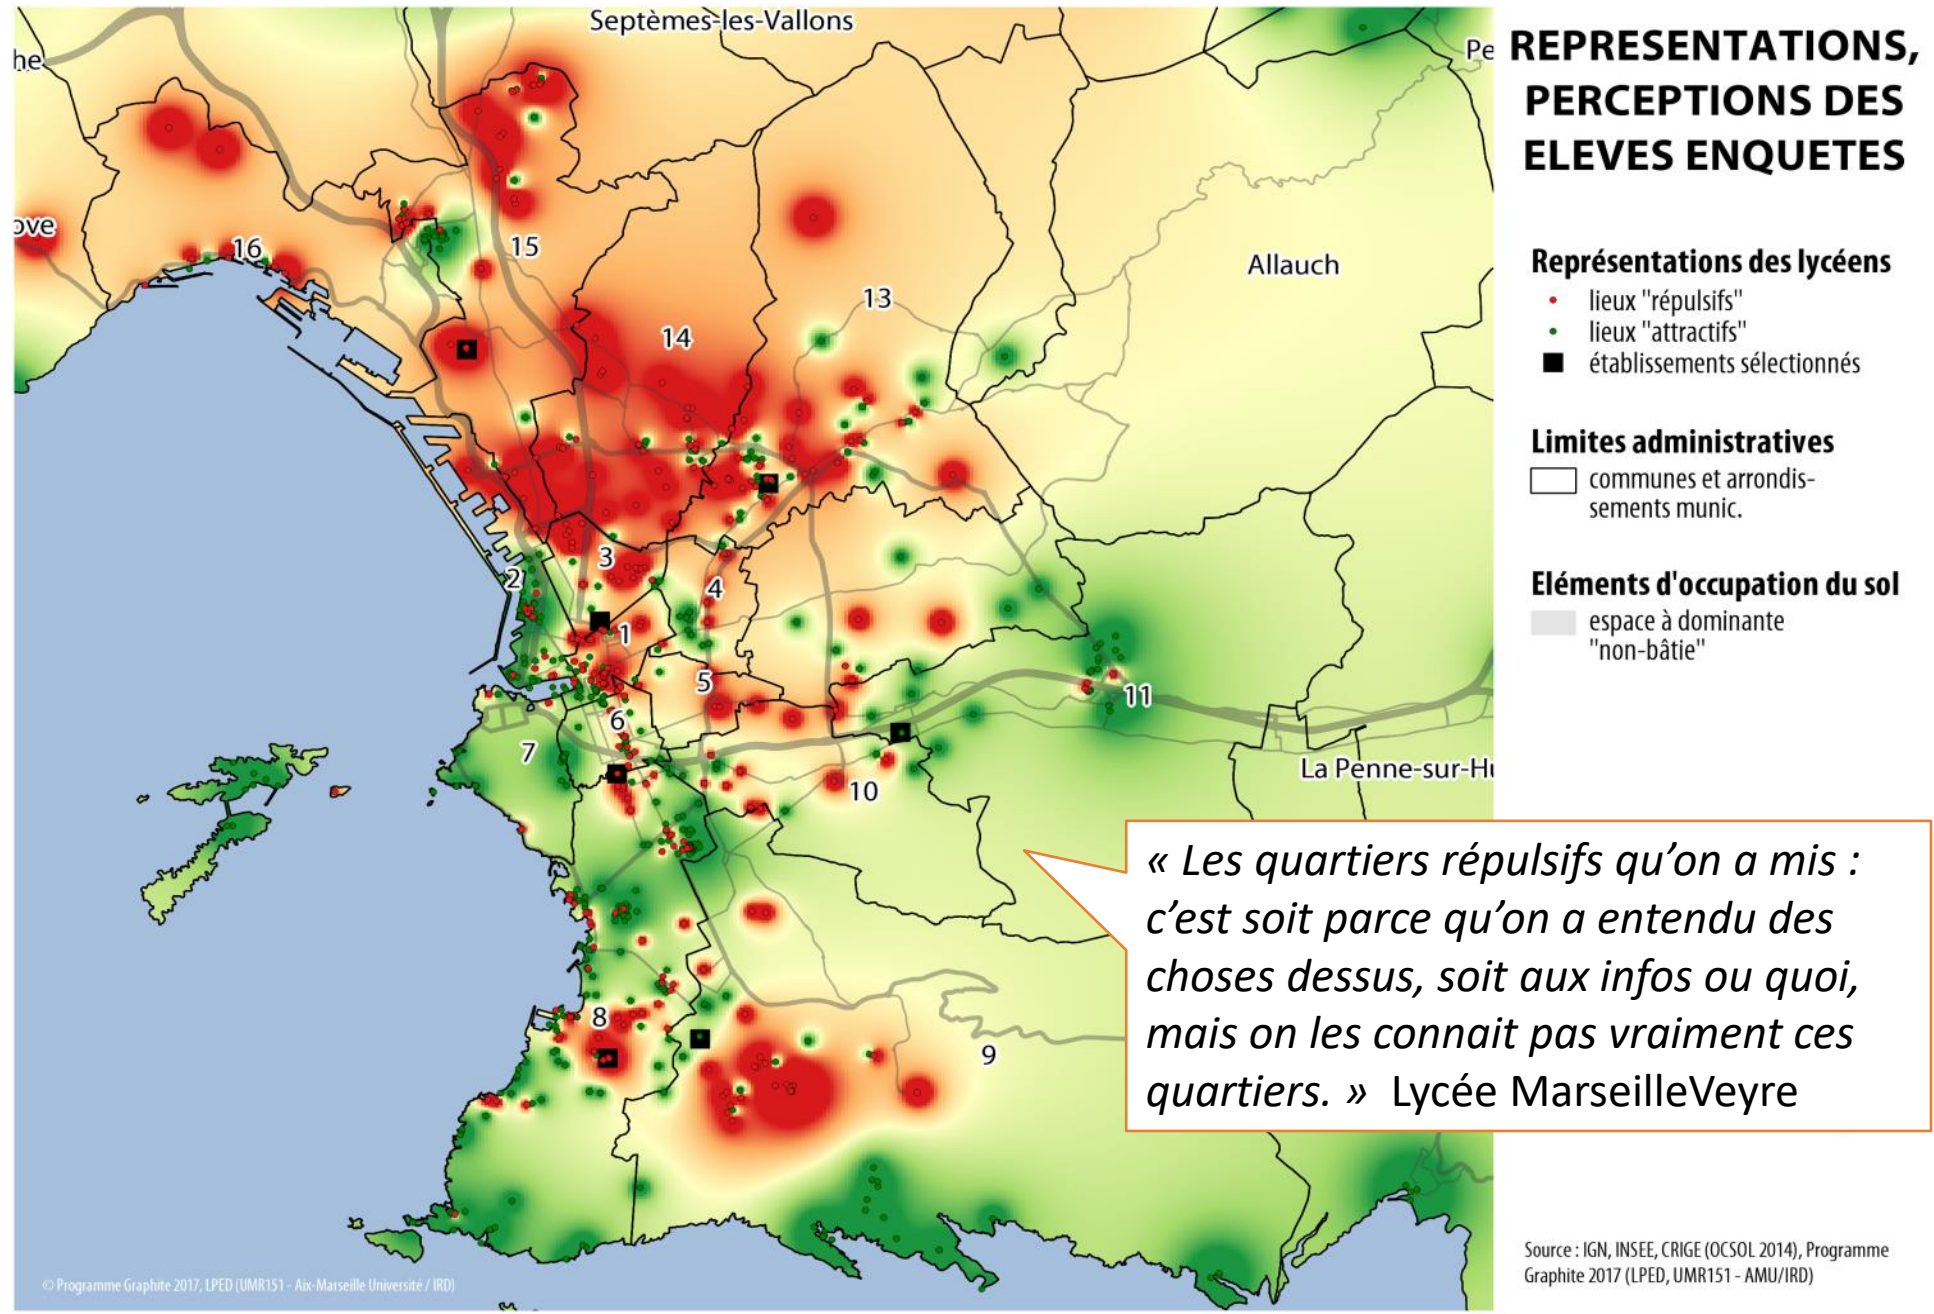 Septèmes-les-Vallons
he
Pe
ove
16
15
14
13
Allauch
3
2
4
1
5
6
7
11
10
La Penne-sur-Hu
8
9
© Programme Graphite 2017, LPED (UMR151 - Aix-Marseille Université / IRD)
REPRESENTATIONS,
PERCEPTIONS DES
ELEVES ENQUETES
Représentations des lycéens
lieux "répulsifs"
lieux "attractifs"
établissements sélectionnés
Limites administratives
communes et arrondis-
sements munic.
Eléments d'occupation du sol
espace à dominante
"non-bâtie"
« Les quartiers répulsifs qu’on a mis :
c’est soit parce qu’on a entendu des
choses dessus, soit aux infos ou quoi,
mais on les connait pas vraiment ces
quartiers. » Lycée MarseilleVeyre
Source : IGN, INSEE, CRIGE (OCSOL 2014), Programme
Graphite 2017 (LPED, UMR151 - AMU/IRD)